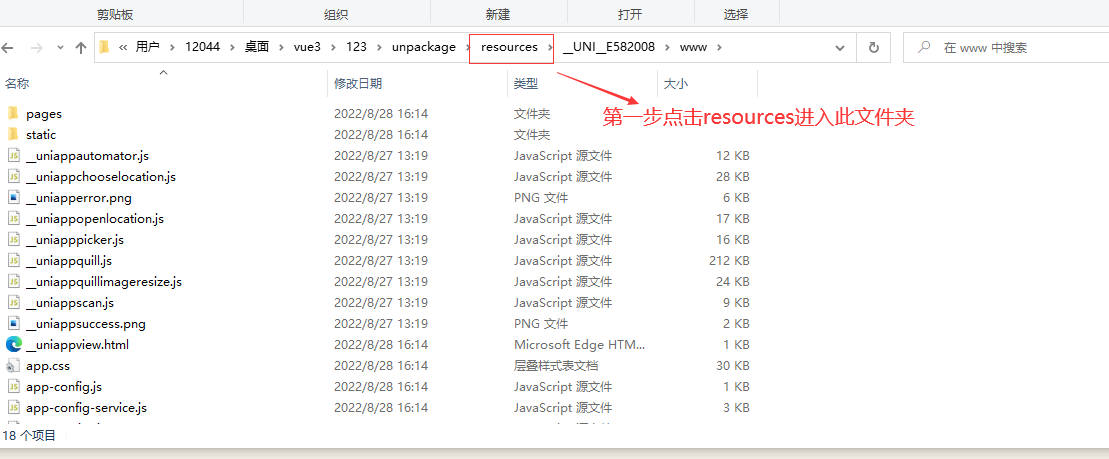 剪贴板 组织 新建 打开 选择
« 用户 › 12044 › 桌面 › vue3 › 123 › unpackage › resources › __UNI__E582008 › www › 在 www 中搜索
名称 修改日期 类型 大小
第一步点击resources进入此文件夹
pages 2022/8/28 16:14 文件夹
static 2022/8/28 16:14 文件夹
__uniappautomator.js 2022/8/27 13:19 JavaScript 源文件 12 KB
__uniappchooselocation.js 2022/8/27 13:19 JavaScript 源文件 28 KB
__uniapperror.png 2022/8/27 13:19 PNG 文件 6 KB
__uniappopenlocation.js 2022/8/27 13:19 JavaScript 源文件 17 KB
__uniapppicker.js 2022/8/27 13:19 JavaScript 源文件 16 KB
__uniappquill.js 2022/8/27 13:19 JavaScript 源文件 212 KB
__uniappquillimageresize.js 2022/8/27 13:19 JavaScript 源文件 24 KB
__uniappscan.js 2022/8/27 13:19 JavaScript 源文件 9 KB
__uniappsuccess.png 2022/8/27 13:19 PNG 文件 2 KB
__uniappview.html 2022/8/28 16:14 Microsoft Edge HTM... 1 KB
app.css 2022/8/28 16:14 层叠样式表文档 30 KB
app-config.js 2022/8/28 16:14 JavaScript 源文件 1 KB
app-config-service.js 2022/8/28 16:14 JavaScript 源文件 3 KB
18 个项目